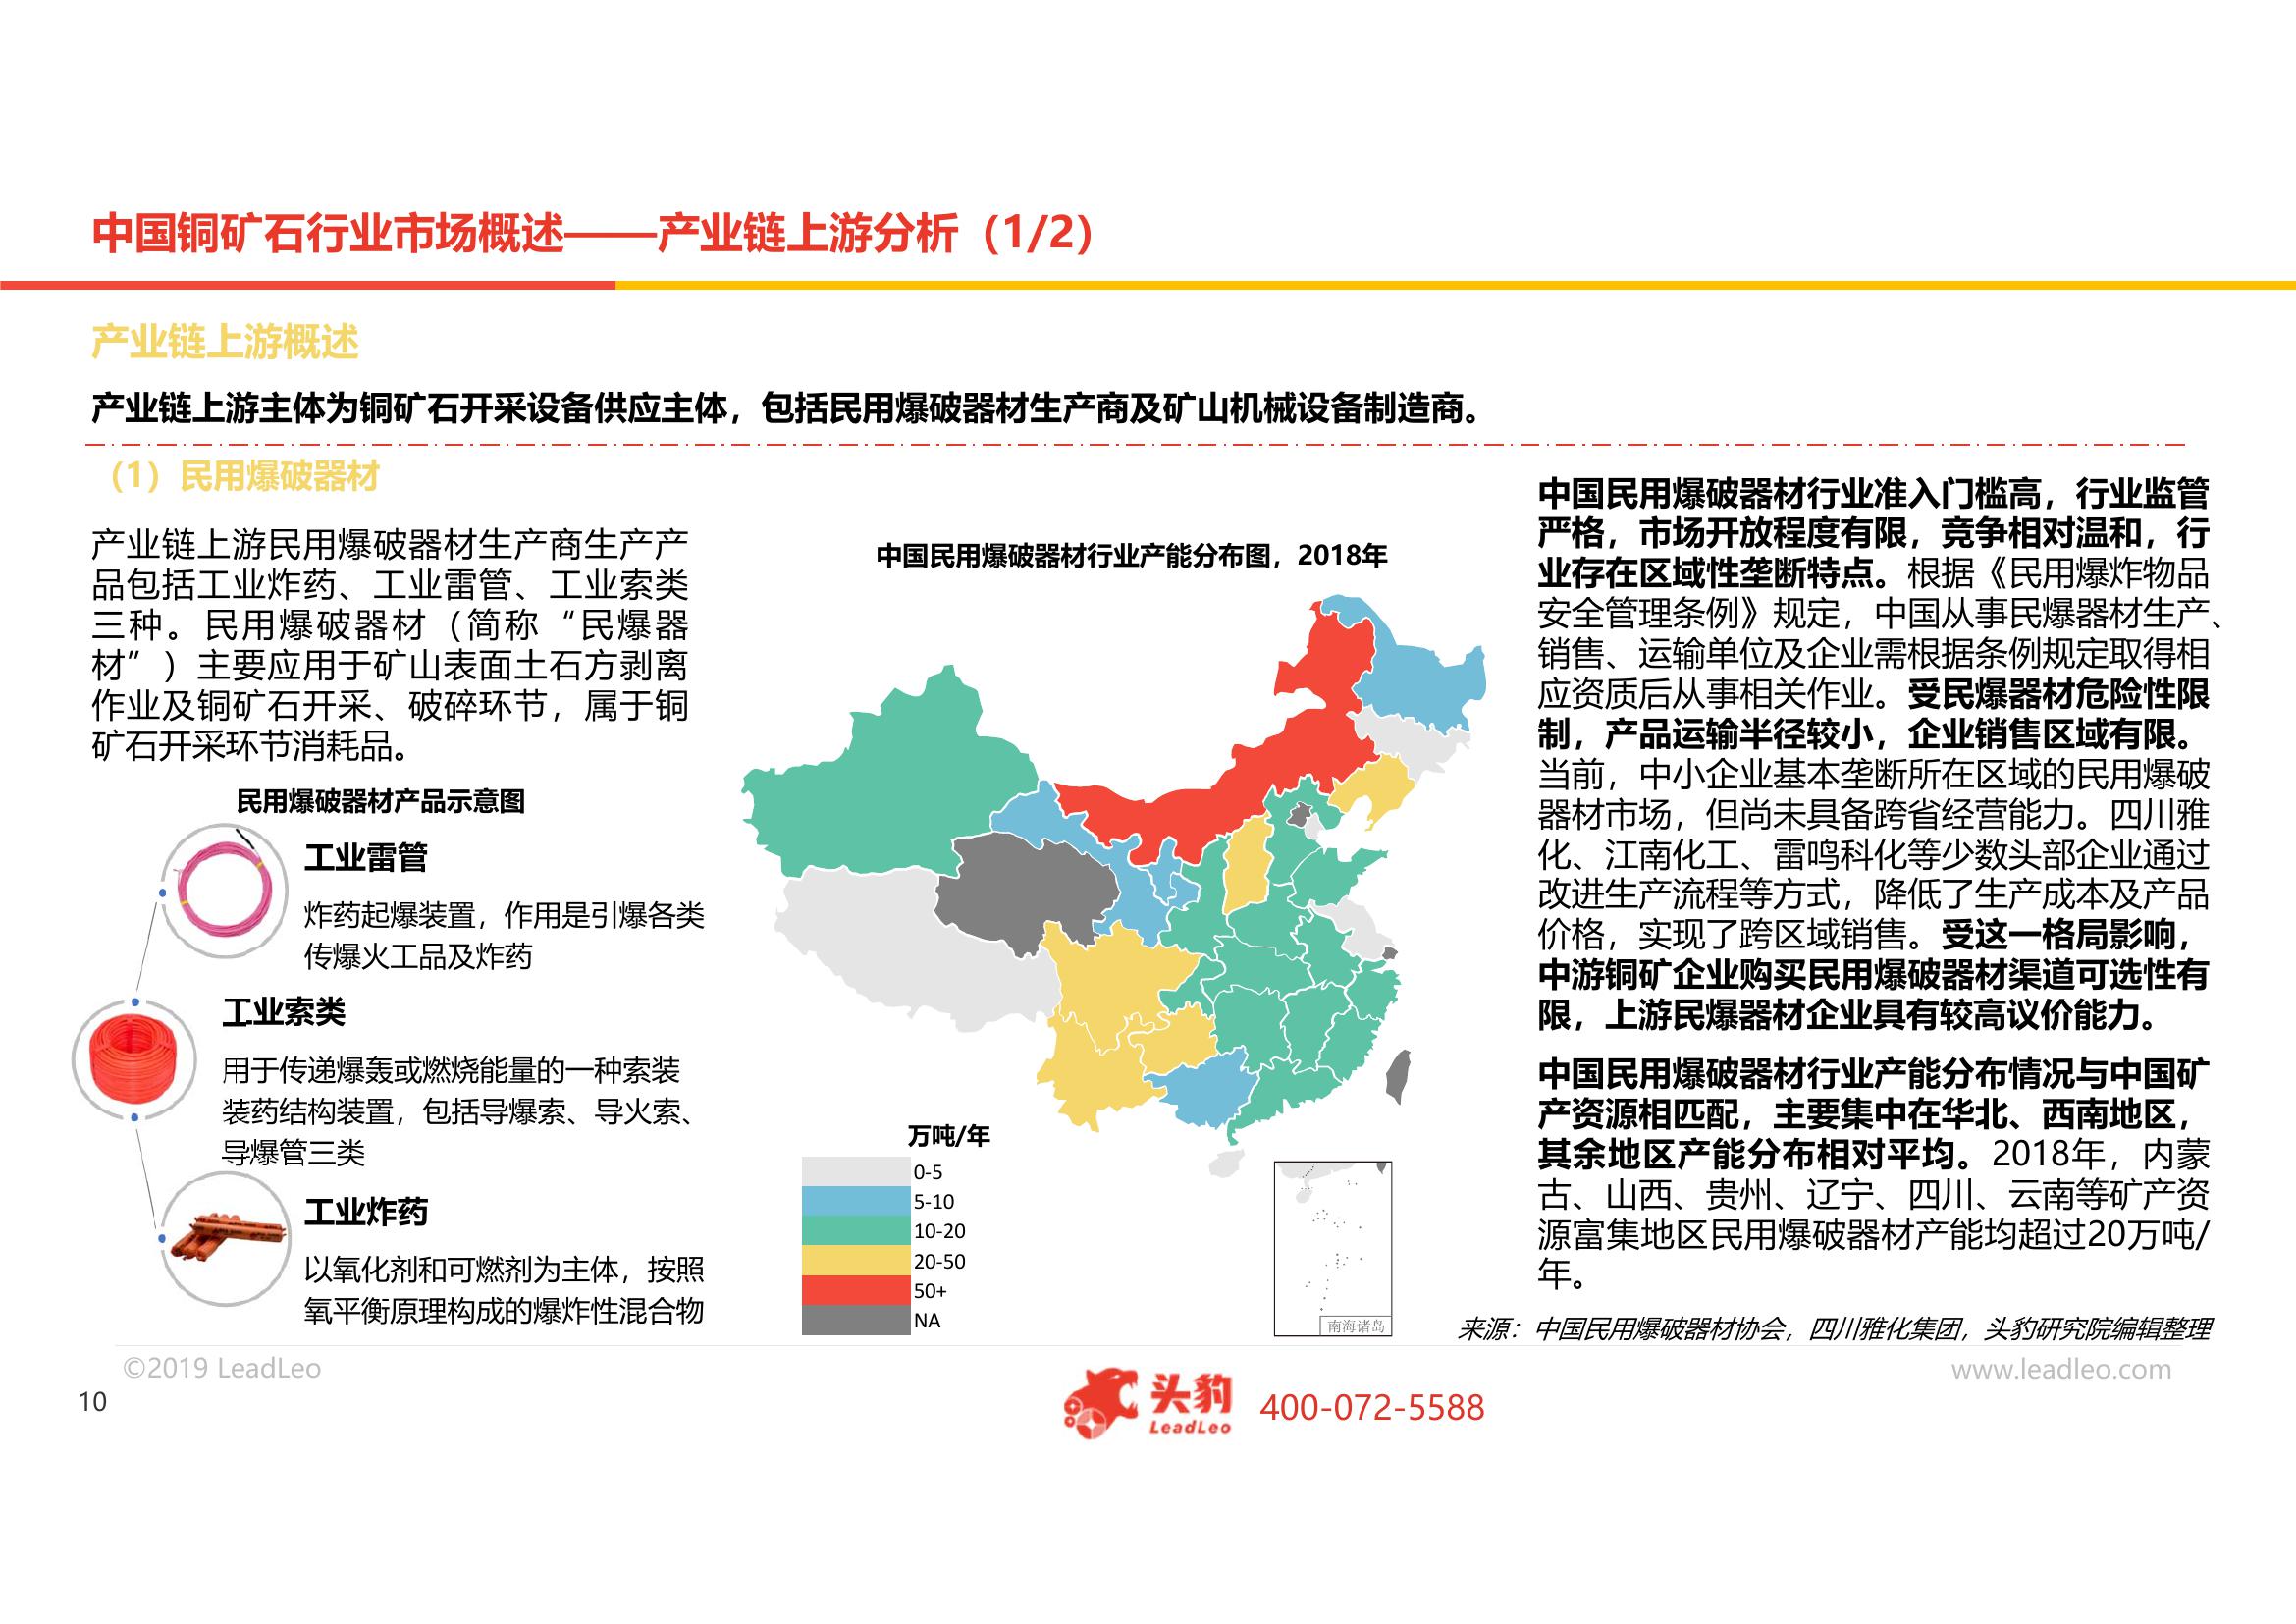 中国铜矿石行业市场概述——产业链上游分析（1/2）
产业链上游概述
产业链上游主体为铜矿石开采设备供应主体，包括民用爆破器材生产商及矿山机械设备制造商。
（1）民用爆破器材
产业链上游民用爆破器材生产商生产产
品包括工业炸药、工业雷管、工业索类
三种。民用爆破器材（简称“民爆器
材”）主要应用于矿山表面土石方剥离
作业及铜矿石开采、破碎环节，属于铜
矿石开采环节消耗品。
民用爆破器材产品示意图
工业雷管
炸药起爆装置，作用是引爆各类
传爆火工品及炸药
工业索类
用于传递爆轰或燃烧能量的一种索装
装药结构装置，包括导爆索、导火索、
导爆管三类
工业炸药
以氧化剂和可燃剂为主体，按照
氧平衡原理构成的爆炸性混合物
中国民用爆破器材行业产能分布图，2018年
万吨/年
0-5
5-10
10-20
20-50
50+
NA
南海诸岛
中国民用爆破器材行业准入门槛高，行业监管
严格，市场开放程度有限，竞争相对温和，行
业存在区域性垄断特点。根据《民用爆炸物品
安全管理条例》规定，中国从事民爆器材生产、
销售、运输单位及企业需根据条例规定取得相
应资质后从事相关作业。受民爆器材危险性限
制，产品运输半径较小，企业销售区域有限。
当前，中小企业基本垄断所在区域的民用爆破
器材市场，但尚未具备跨省经营能力。四川雅
化、江南化工、雷鸣科化等少数头部企业通过
改进生产流程等方式，降低了生产成本及产品
价格，实现了跨区域销售。受这一格局影响，
中游铜矿企业购买民用爆破器材渠道可选性有
限，上游民爆器材企业具有较高议价能力。
中国民用爆破器材行业产能分布情况与中国矿
产资源相匹配，主要集中在华北、西南地区，
其余地区产能分布相对平均。2018年，内蒙
古、山西、贵州、辽宁、四川、云南等矿产资
源富集地区民用爆破器材产能均超过20万吨/
年。
来源：中国民用爆破器材协会，四川雅化集团，头豹研究院编辑整理
©2019 LeadLeo
www.leadleo.com
10
头豹
LeadLeo
400-072-5588